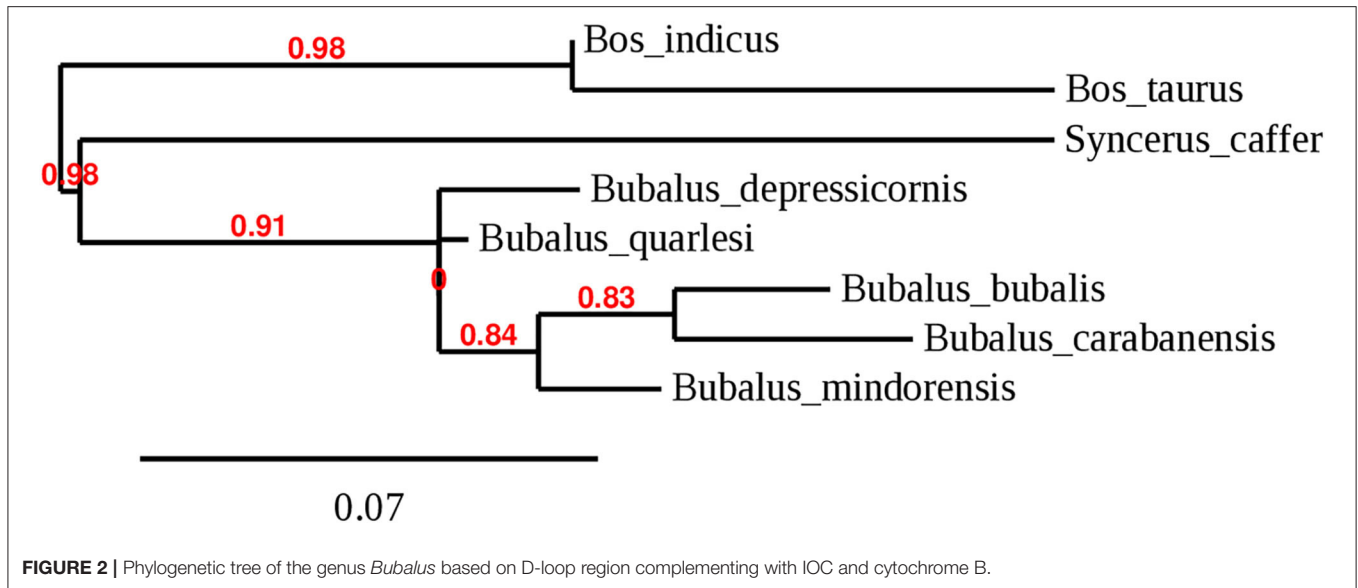 0.98
Bos_indicus
Bos_taurus
Syncerus_caffer
0.98
Bubalus_depressicornis
0.91
Bubalus_quarlesi
0
Bubalus_bubalis
0.83
Bubalus_carabanensis
0.84
Bubalus_mindorensis
0.07
FIGURE 2 | Phylogenetic tree of the genus Bubalus based on D-loop region complementing with IOC and cytochrome B.